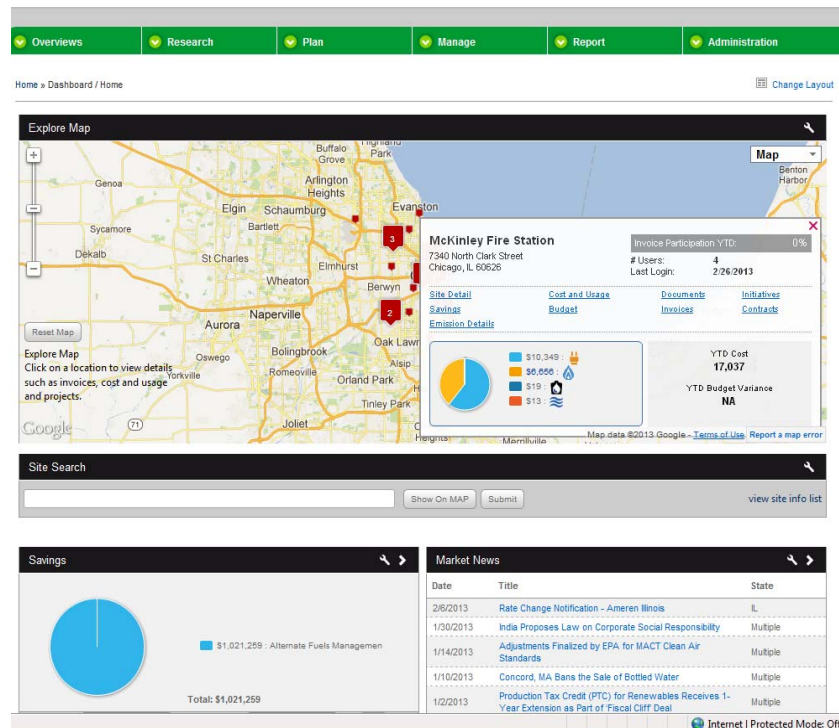 Overviews
Research
Plan
Manage
Report
Administration
Home » Dashboard / Home
Change Layout
Explore Map
Map
Buffalo
Grove
Highland
Park
Benton
Harbor
Genoa
Arlington
Heights
Elgin
Schaumburg
Evanston
Sycamore
Bartlett
3
Dekalb
St Charles
Elmhurst
Wheaton
Berwyn
Naperville
2
Aurora
Oak Lawn
Reset Map
Explore Map
Click on a location to view details
such as invoices, cost and usage
and projects.
Oswego
Yorkville
Bolingbrook
Romeoville
Alsip
Orland Park
Tinley Park
Google
71
Joliet
Heights
Merrillville
McKinley Fire Station
7340 North Clark Street
Chicago, IL 60626
Invoice Participation YTD: 0%
# Users: 4
Last Login: 2/26/2013
Site Detail
Cost and Usage
Documents
Initiatives
Savings
Budget
Invoices
Contracts
Emission Details
$10,349 :
$6,656 :
$19 :
$13 :
YTD Cost
17,037
YTD Budget Variance
NA
Map data ©2013 Google - Terms of Use Report a map error
Site Search
Show On MAP
Submit
view site info list
Savings
$1,021,259 : Alternate Fuels Managemen
Total: $1,021,259
Market News
Date Title State
2/6/2013 Rate Change Notification - Ameren Illinois IL
1/30/2013 India Proposes Law on Corporate Social Responsibility Multiple
1/14/2013 Adjustments Finalized by EPA for MACT Clean Air
Standards Multiple
1/10/2013 Concord, MA Bans the Sale of Bottled Water Multiple
1/2/2013 Production Tax Credit (PTC) for Renewables Receives 1-
Year Extension as Part of 'Fiscal Cliff' Deal Multiple
Internet | Protected Mode: Of